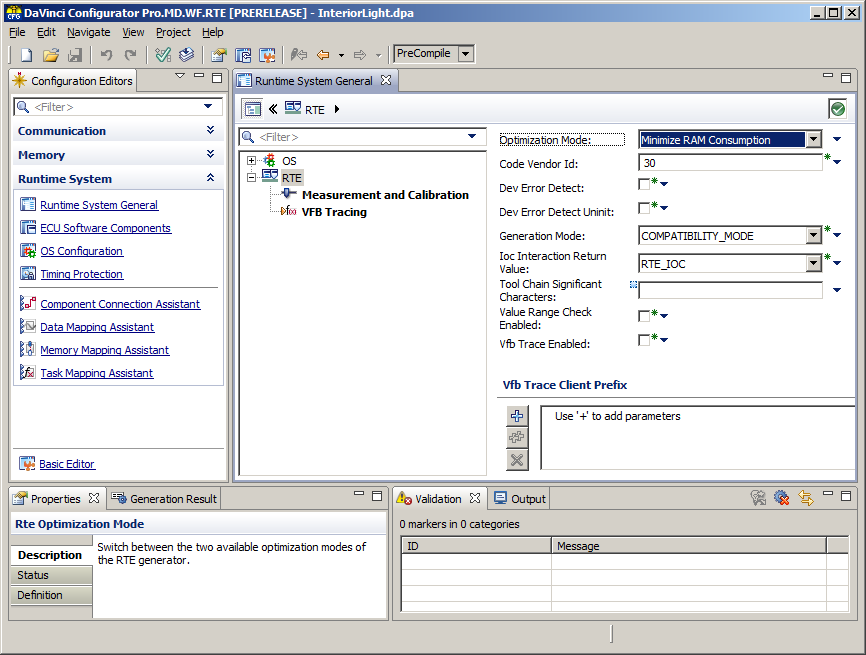 DaVinci Configurator Pro.MD.WF.RTE [PRERELEASE] - InteriorLight.dpa
File Edit Navigate View Project Help
PreCompile
Configuration Editors
<Filter>
Communication
Memory
Runtime System
Runtime System General
ECU Software Components
OS Configuration
Timing Protection
Component Connection Assistant
Data Mapping Assistant
Memory Mapping Assistant
Task Mapping Assistant
Basic Editor
Runtime System General
RTE
<Filter>
OS
RTE
Measurement and Calibration
VFB Tracing
Optimization Mode: Minimize RAM Consumption
Code Vendor Id: 30
Dev Error Detect:
Dev Error Detect Uninit:
Generation Mode: COMPATIBILITY_MODE
Ioc Interaction Return
Value: RTE_IOC
Tool Chain Significant
Characters:
Value Range Check
Enabled:
Vfb Trace Enabled:
Vfb Trace Client Prefix
Use '+' to add parameters
Properties Generation Result
Rte Optimization Mode
Description
Status
Definition
Switch between the two available optimization modes of
the RTE generator.
Validation Output
0 markers in 0 categories
ID Message